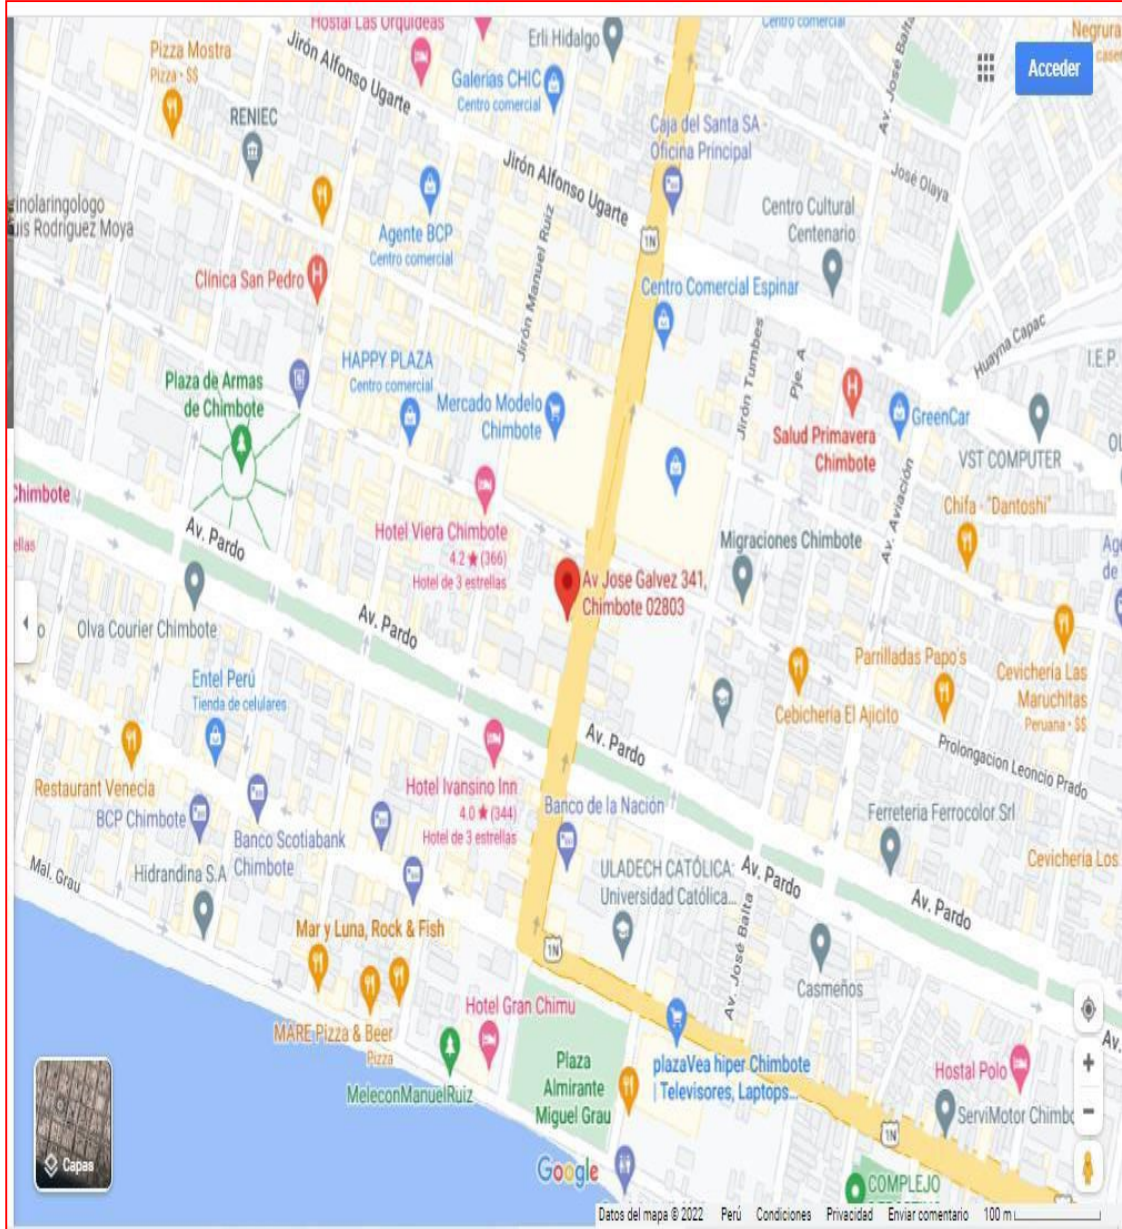 Hostal Las Orquídeas
Erli Hidalgo
Centro comercial
Av. José Balta
Negrura
Acceder
Pizza Mostra
Pizza · $$
Jirón Alfonso Ugarte
Galerias CHIC
Centro comercial
RENIEC
Caja del Santa SA -
Oficina Principal
Jirón Alfonso Ugarte
José Olaya
rinolaringologo
uis Rodriguez Moya
Agente BCP
Centro comercial
Jirón Manuel Ruiz
1N
Centro Cultural
Centenario
Clínica San Pedro
Centro Comercial Espinar
Huayna Capac
I.E.P.
HAPPY PLAZA
Centro comercial
Jirón Tumbes
Pje. A
Plaza de Armas
de Chimbote
Mercado Modelo
Chimbote
GreenCar
Salud Primavera
Chimbote
VST COMPUTER
Chimbote
ellas
Av. Pardo
Hotel Viera Chimbote
4.2 ★ (366)
Hotel de 3 estrellas
Av. Aviación
Chifa - "Dantoshi"
Migraciones Chimbote
Age
de
Av Jose Galvez 341,
Chimbote 02803
Av. Pardo
Olva Courier Chimbote
Parrilladas Papo's
Cevichería Las
Maruchitas
Peruana · $$
Entel Perú
Tienda de celulares
Cebicheria El Ajicito
Av. Pardo
Prolongacion Leoncio Prado
Restaurant Venecia
Hotel Ivansino Inn
4.0 ★ (344)
Hotel de 3 estrellas
BCP Chimbote
Banco de la Nación
Ferreteria Ferrocolor Srl
Banco Scotiabank
Chimbote
Cevichería Los
Mal. Grau
Hidrandina S.A
ULADECH CATÓLICA:
Universidad Católica...
Av. Pardo
Av. Pardo
Mar y Luna, Rock & Fish
1N
Av. José Balta
Casmeños
Hotel Gran Chimu
MARE Pizza & Beer
Pizza
Av.
Plaza
Almirante
Miguel Grau
plazaVea hiper Chimbote
| Televisores, Laptops...
Hostal Polo
MeleconManuelRuiz
ServiMotor Chimbo
1N
Capas
Google
COMPLEJO
Datos del mapa © 2022 Perú Condiciones Privacidad Enviar comentario 100 m